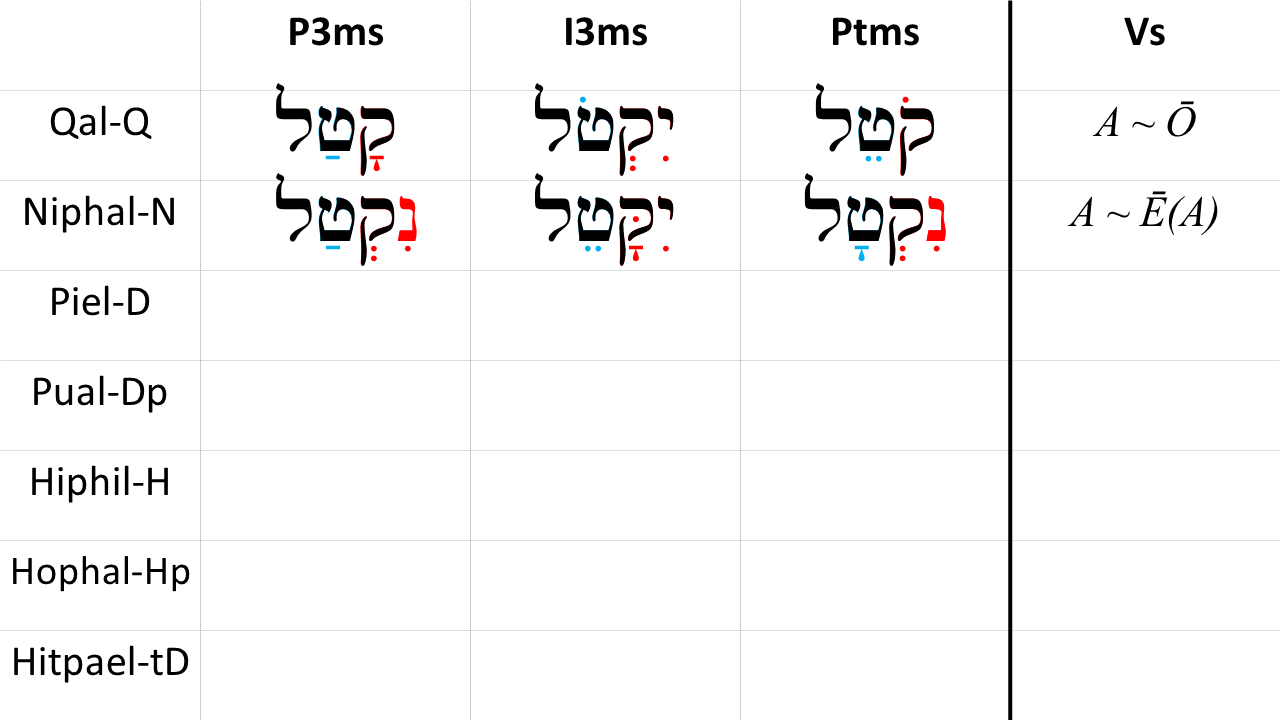 P3ms I3ms Ptms Vs
Qal-Q קָטַל יִקְטֹל קֹטֵל A ~ Ō
Niphal-N נִקְטַל יִקָּטֵל נִקְטָל A ~ Ē(A)
Piel-D
Pual-Dp
Hiphil-H
Hophal-Hp
Hitpael-tD